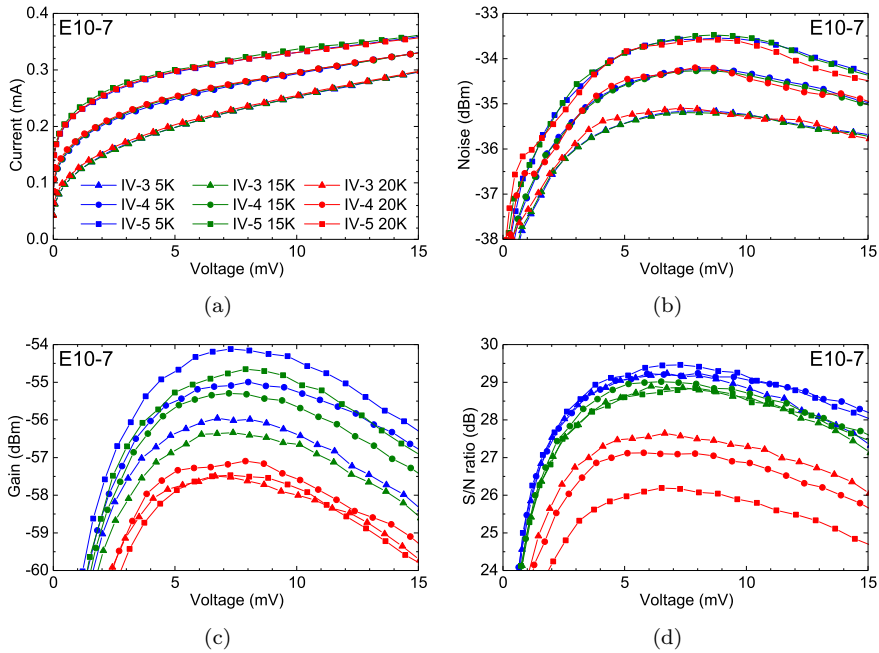 E10-7
Current (mA)
0.4
0.3
0.2
0.1
0.0
IV-3 5K IV-3 15K IV-3 20K
IV-4 5K IV-4 15K IV-4 20K
IV-5 5K IV-5 15K IV-5 20K
0 5 10 15
Voltage (mV)
(a)
E10-7
Noise (dBm)
-33
-34
-35
-36
-37
-38
0 5 10 15
Voltage (mV)
(b)
E10-7
Gain (dBm)
-54
-55
-56
-57
-58
-59
-60
0 5 10 15
Voltage (mV)
(c)
E10-7
S/N ratio (dB)
30
29
28
27
26
25
24
0 5 10 15
Voltage (mV)
(d)